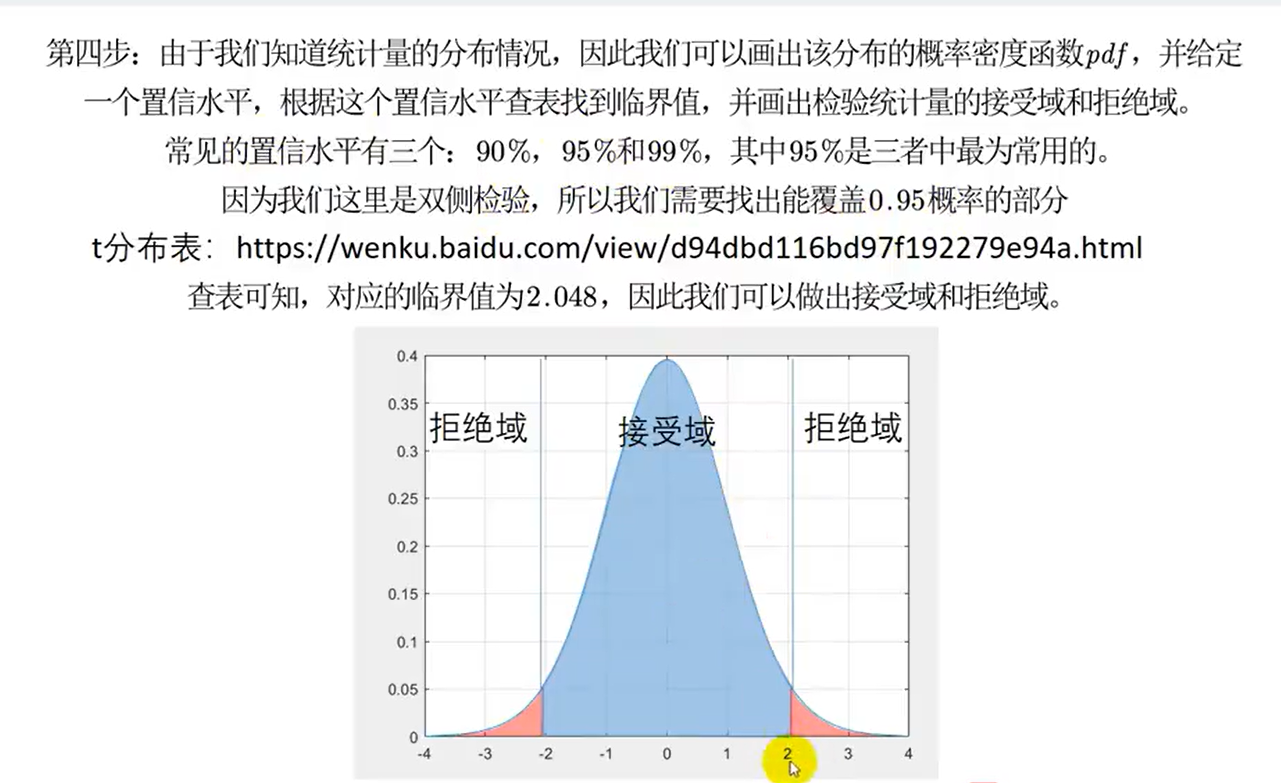 第四步：由于我们知道统计量的分布情况，因此我们可以画出该分布的概率密度函数pdf，并给定
一个置信水平，根据这个置信水平查表找到临界值，并画出检验统计量的接受域和拒绝域。
常见的置信水平有三个：90%，95%和99%，其中95%是三者中最为常用的。
因为我们这里是双侧检验，所以我们需要找出能覆盖0.95概率的部分
t分布表：https://wenku.baidu.com/view/d94dbd116bd97f192279e94a.html
查表可知，对应的临界值为2.048，因此我们可以做出接受域和拒绝域。
0.4
0.35
拒绝域 接受域 拒绝域
0.3
0.25
0.2
0.15
0.1
0.05
0
-4 -3 -2 -1 0 1 2 3 4